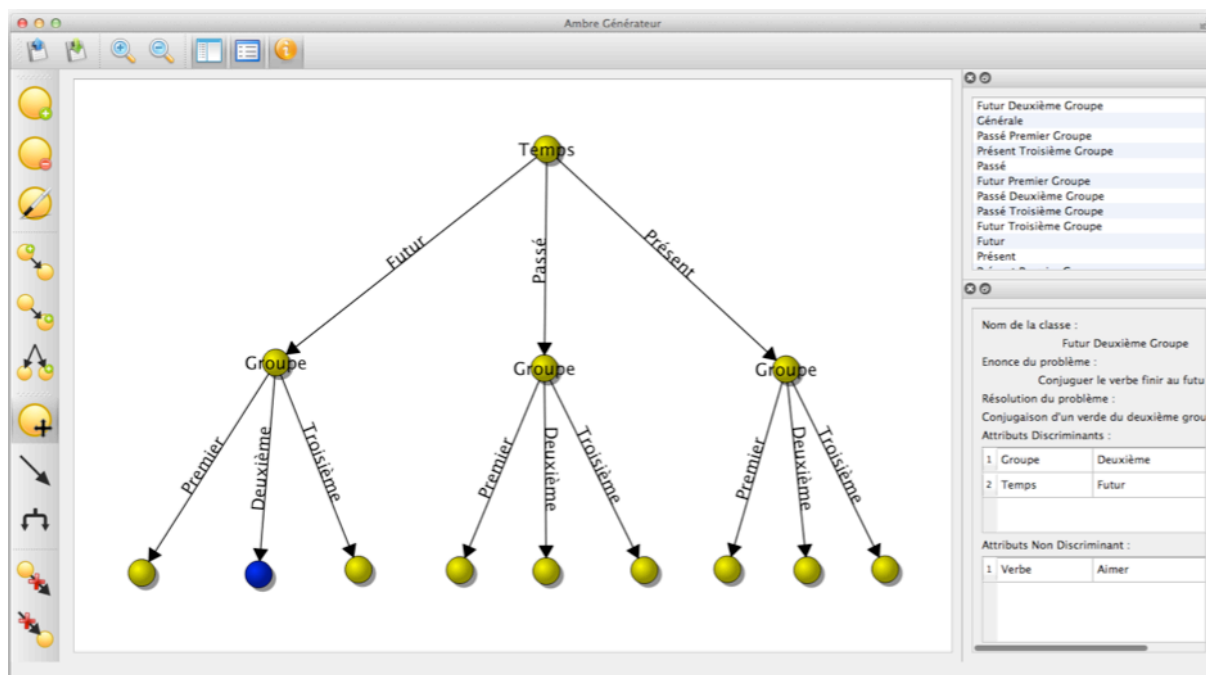 Ambre Générateur
Temps
Futur
Passé
Présent
Groupe
Groupe
Groupe
Premier
Deuxième
Troisième
Premier
Deuxième
Troisième
Premier
Deuxième
Troisième
Futur Deuxième Groupe
Générale
Passé Premier Groupe
Présent Troisième Groupe
Passé
Futur Premier Groupe
Passé Deuxième Groupe
Passé Troisième Groupe
Futur Troisième Groupe
Futur
Présent
Nom de la classe :
Futur Deuxième Groupe
Enonce du problème :
Conjuguer le verbe finir au futu
Résolution du problème :
Conjugaison d'un verde du deuxième grou
Attributs Discriminants :
1 Groupe Deuxième
2 Temps Futur
Attributs Non Discriminant :
1 Verbe Aimer